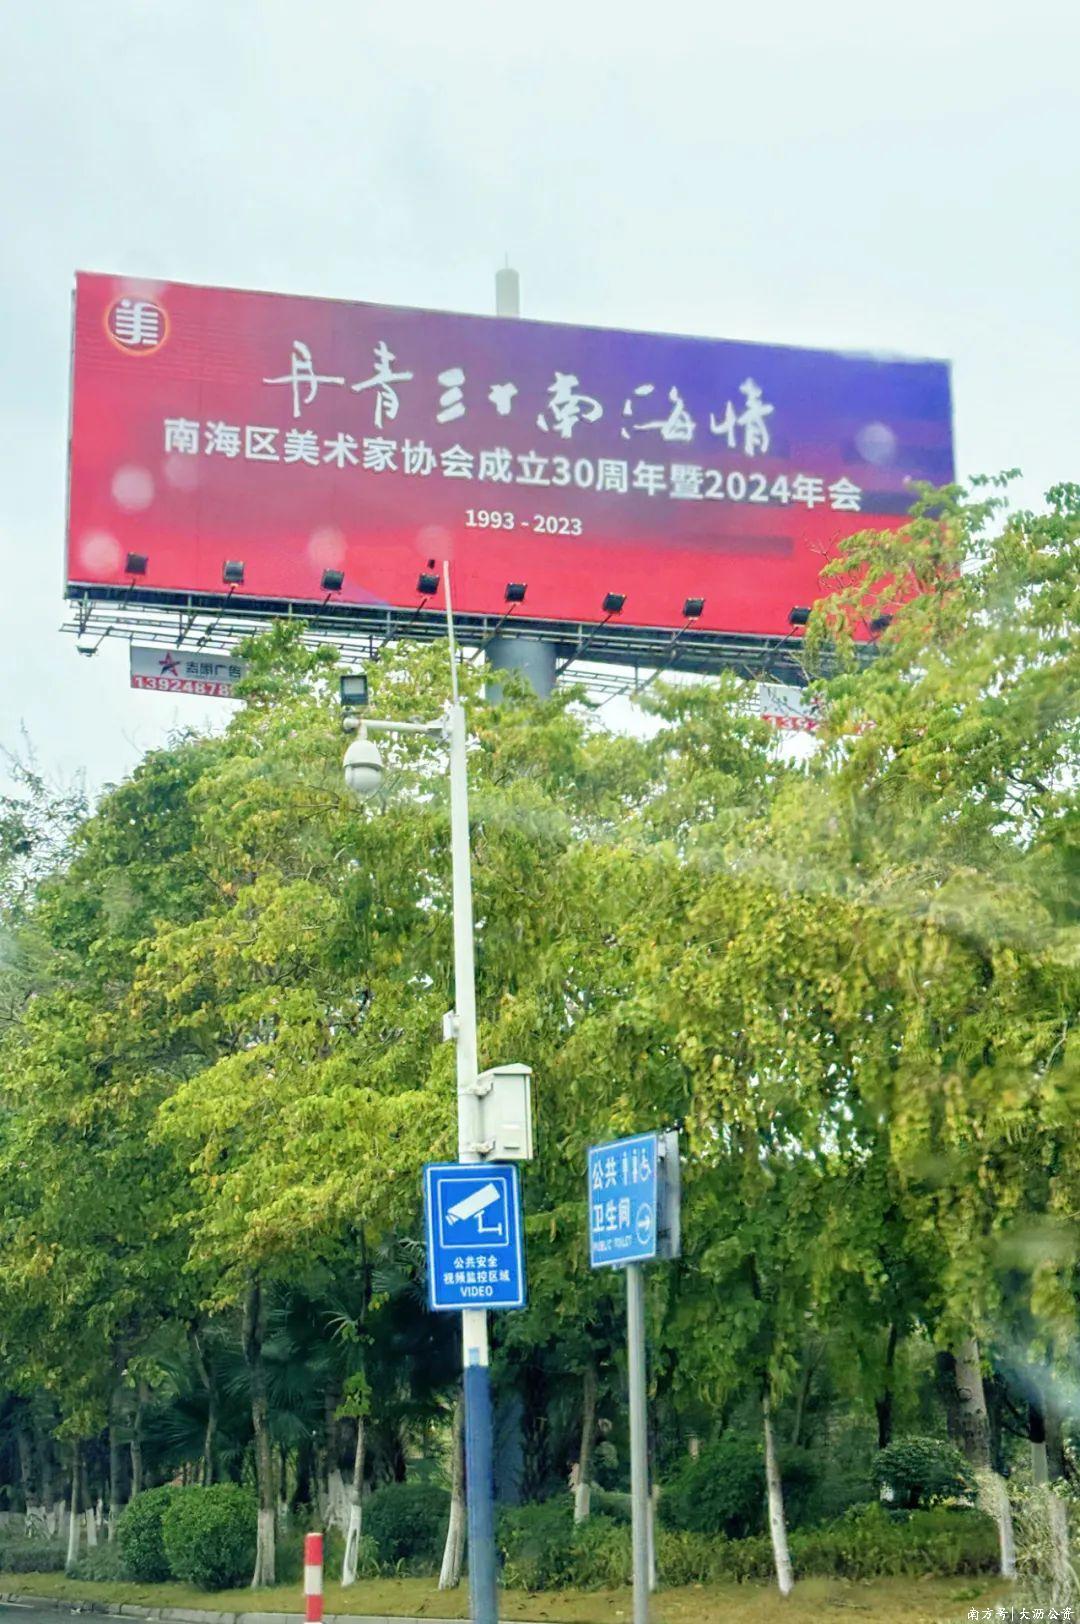 丹青三十南海情
南海区美术家协会成立30周年暨2024年会
1993 - 2023
公共安全
视频监控区域
VIDEO
公共
卫生间
PUBLIC TOILET
南方号|大沥公资